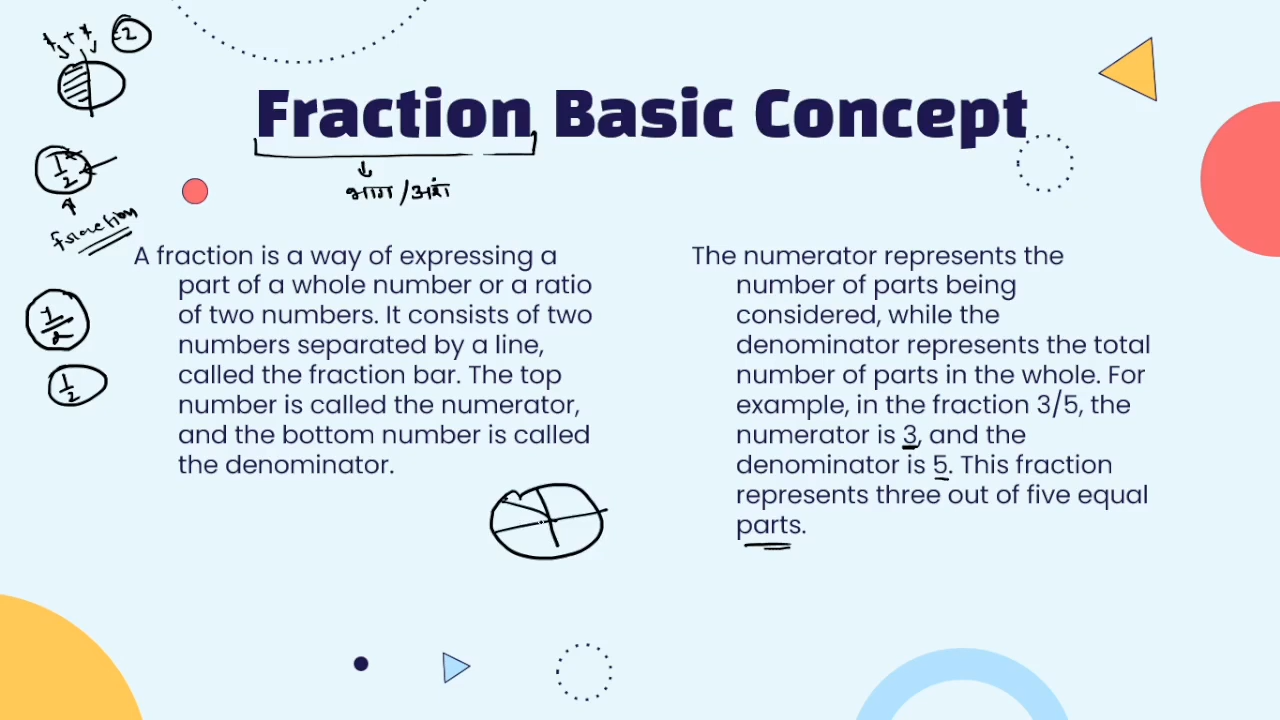 1 + 1 = 2
Fraction Basic Concept
भाग / अंश
1/2
fraction
1/2
1/2
A fraction is a way of expressing a
part of a whole number or a ratio
of two numbers. It consists of two
numbers separated by a line,
called the fraction bar. The top
number is called the numerator,
and the bottom number is called
the denominator.
The numerator represents the
number of parts being
considered, while the
denominator represents the total
number of parts in the whole. For
example, in the fraction 3/5, the
numerator is 3, and the
denominator is 5. This fraction
represents three out of five equal
parts.